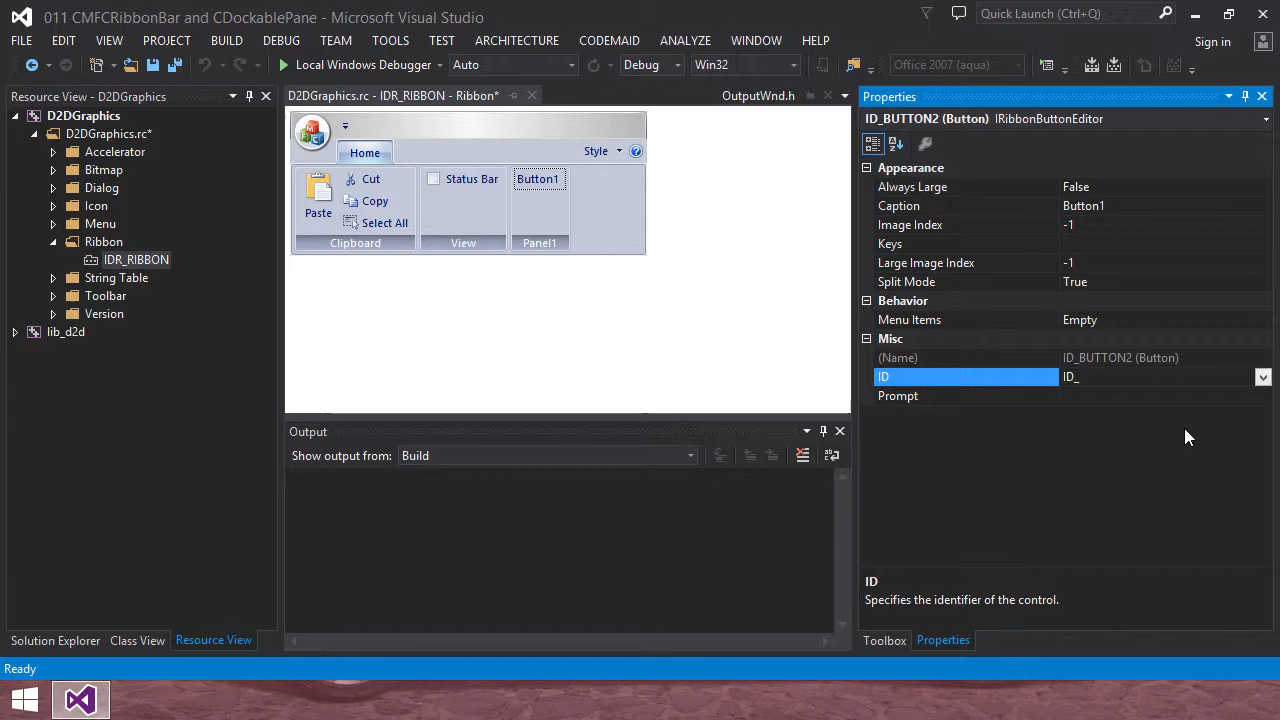 011 CMFCRibbonBar and CDockablePane - Microsoft Visual Studio
Quick Launch (Ctrl+Q)
FILE EDIT VIEW PROJECT BUILD DEBUG TEAM TOOLS TEST ARCHITECTURE CODEMAID ANALYZE WINDOW HELP
Sign in
Local Windows Debugger Auto Debug Win32 Office 2007 (aqua)
Resource View - D2DGraphics
D2DGraphics
D2DGraphics.rc*
Accelerator
Bitmap
Dialog
Icon
Menu
Ribbon
IDR_RIBBON
String Table
Toolbar
Version
lib_d2d
Solution Explorer Class View Resource View
D2DGraphics.rc - IDR_RIBBON - Ribbon*
OutputWnd.h
Home
Style
Paste
Cut
Copy
Select All
Clipboard
Status Bar
View
Button1
Panel1
Output
Show output from: Build
Properties
ID_BUTTON2 (Button) IRibbonButtonEditor
Appearance
Always Large False
Caption Button1
Image Index -1
Keys
Large Image Index -1
Split Mode True
Behavior
Menu Items Empty
Misc
(Name) ID_BUTTON2 (Button)
ID ID_
Prompt
ID
Specifies the identifier of the control.
Toolbox Properties
Ready